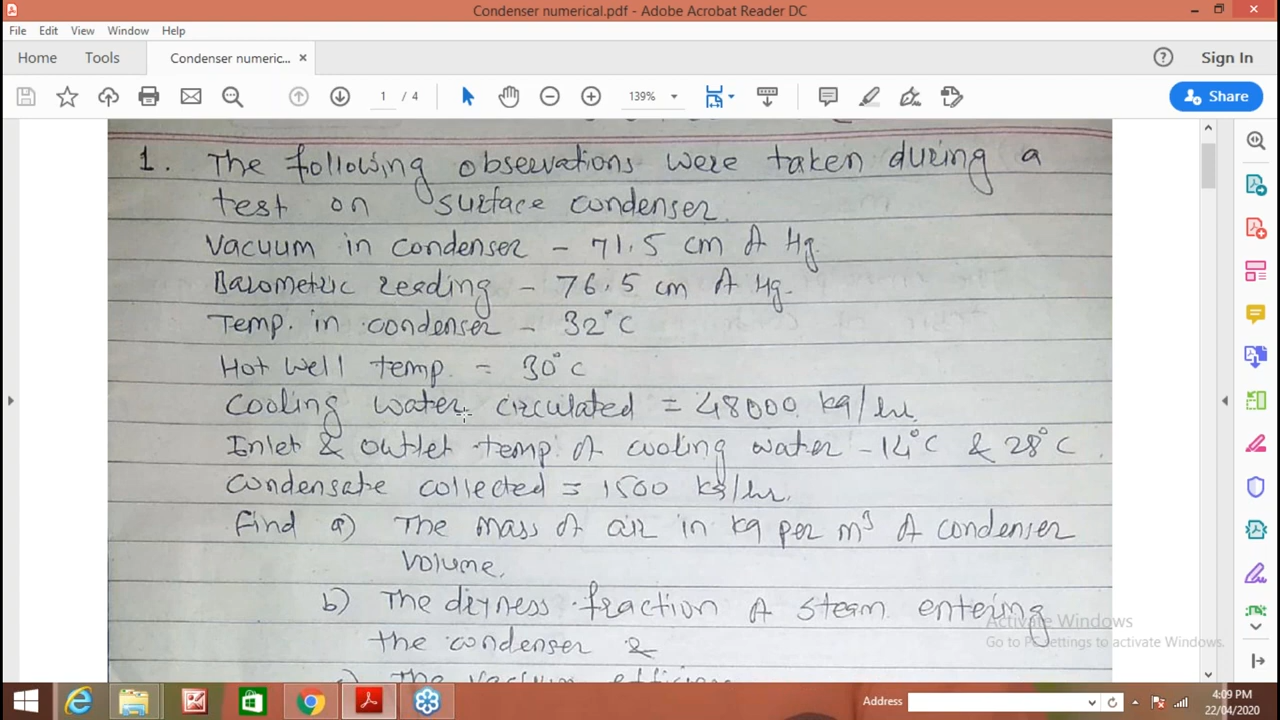 Condenser numerical.pdf - Adobe Acrobat Reader DC
File Edit View Window Help
Home Tools Condenser numeric... × Sign In
1 / 4 139% Share
1. The following observations were taken during a
test on surface condenser.
Vacuum in condenser - 71.5 cm of Hg.
Barometric reading - 76.5 cm of Hg.
Temp. in condenser - 32°C
Hot well temp. = 30°C
Cooling water circulated = 48000 kg/hr.
Inlet & outlet temp. of cooling water - 14°C & 28°C.
Condensate collected = 1500 kg/hr.
Find a) The mass of air in kg per m³ of condenser
volume.
b) The dryness fraction of steam entering
the condenser &
Activate Windows
Go to PC settings to activate Windows.
The vacuum
Address
4:09 PM
22/04/2020